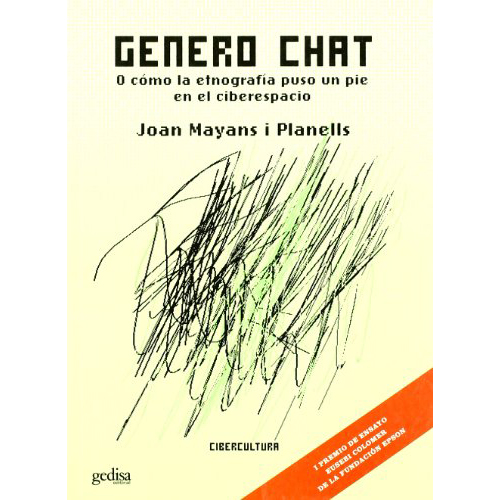 GENERO CHAT
O cómo la etnografía puso un pie
en el ciberespacio
Joan Mayans i Planells
CIBERCULTURA
I PREMIO DE ENSAYO
EUSEBI COLOMER
DE LA FUNDACIÓN EPSON
gedisa
editorial